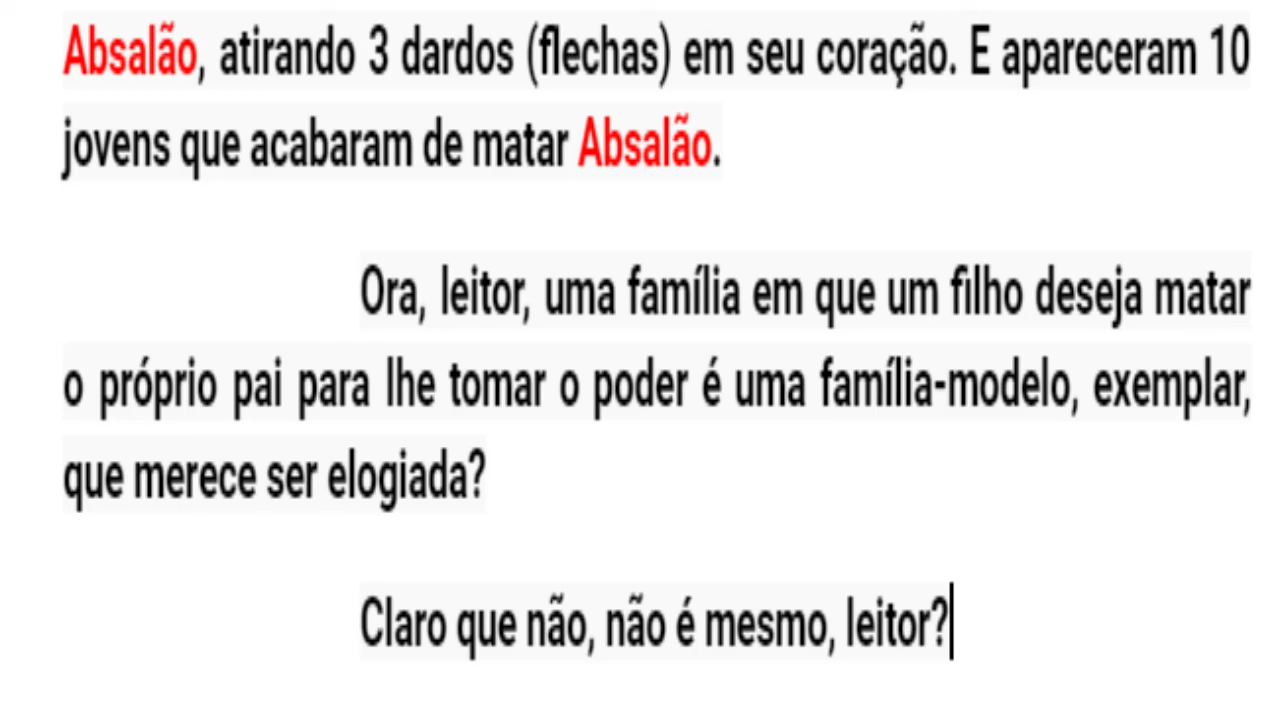 Absalão, atirando 3 dardos (flechas) em seu coração. E apareceram 10
jovens que acabaram de matar Absalão.
Ora, leitor, uma família em que um filho deseja matar
o próprio pai para lhe tomar o poder é uma família-modelo, exemplar,
que merece ser elogiada?
Claro que não, não é mesmo, leitor?